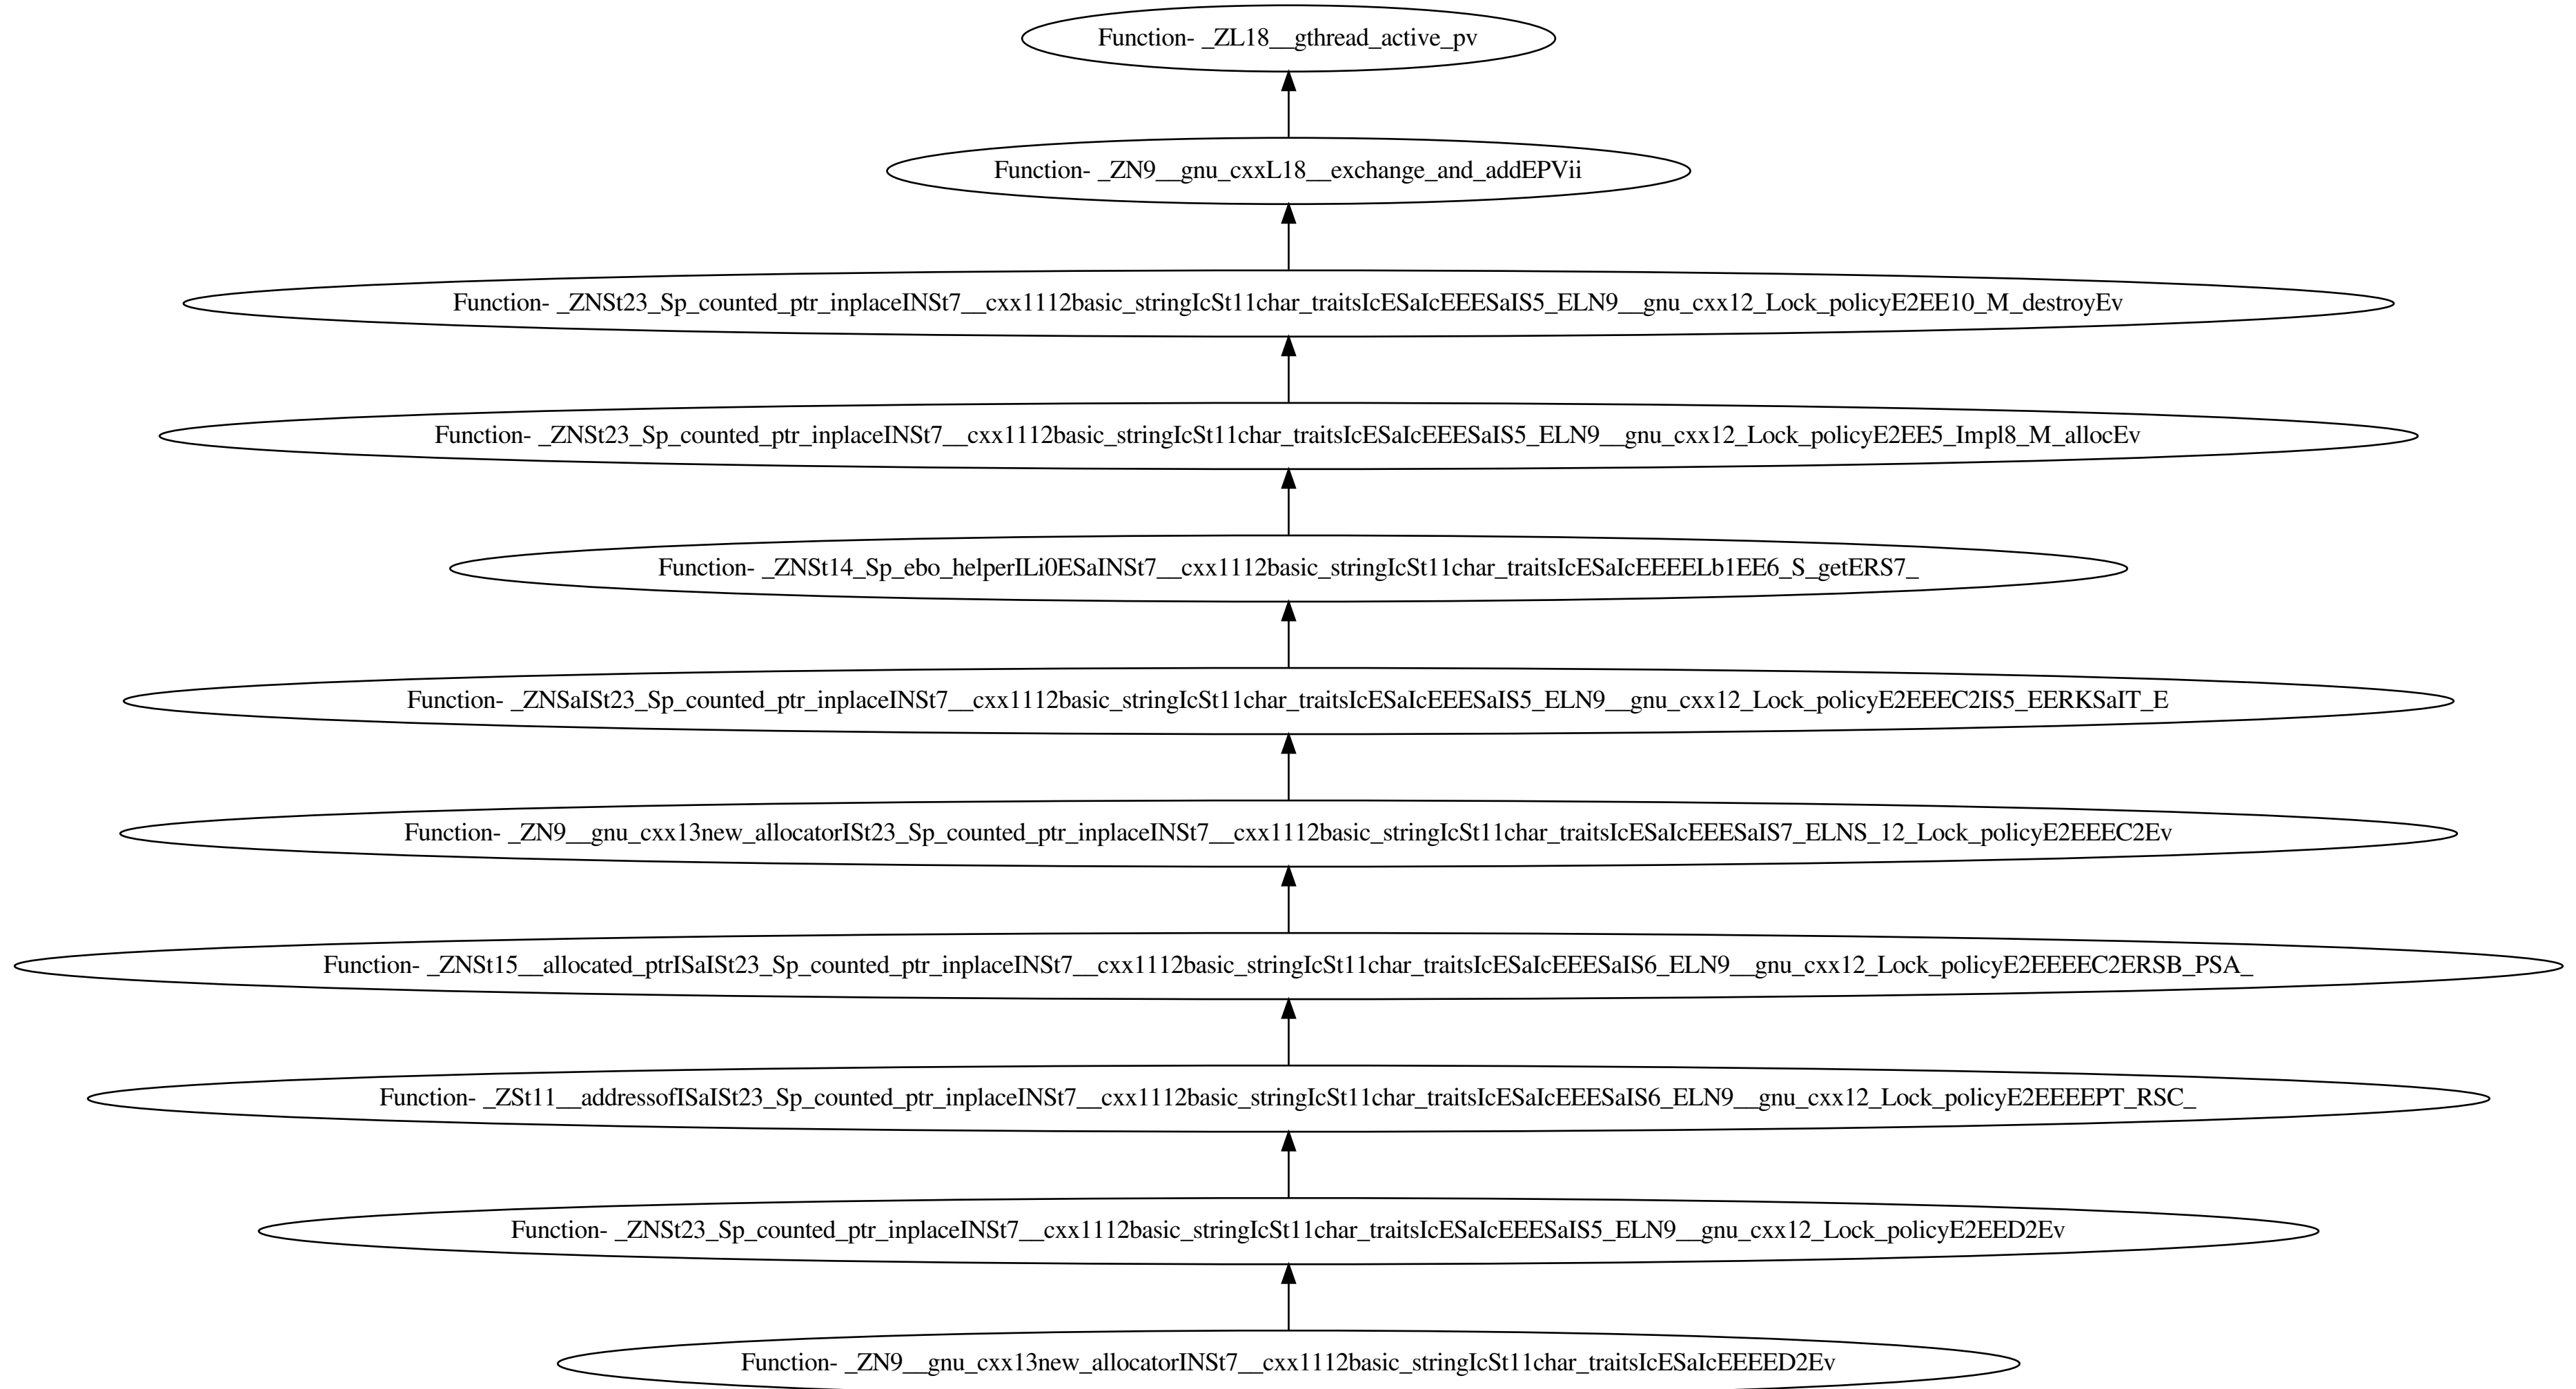 Function- _ZL18__gthread_active_pv
Function- _ZN9__gnu_cxxL18__exchange_and_addEPVii
Function- _ZNSt23_Sp_counted_ptr_inplaceINSt7__cxx1112basic_stringIcSt11char_traitsIcESaIcEEESaIS5_ELN9__gnu_cxx12_Lock_policyE2EE10_M_destroyEv
Function- _ZNSt23_Sp_counted_ptr_inplaceINSt7__cxx1112basic_stringIcSt11char_traitsIcESaIcEEESaIS5_ELN9__gnu_cxx12_Lock_policyE2EE5_Impl8_M_allocEv
Function- _ZNSt14_Sp_ebo_helperILi0ESaINSt7__cxx1112basic_stringIcSt11char_traitsIcESaIcEEEELb1EE6_S_getERS7_
Function- _ZNSaISt23_Sp_counted_ptr_inplaceINSt7__cxx1112basic_stringIcSt11char_traitsIcESaIcEEESaIS5_ELN9__gnu_cxx12_Lock_policyE2EEEC2IS5_EERKSaIT_E
Function- _ZN9__gnu_cxx13new_allocatorISt23_Sp_counted_ptr_inplaceINSt7__cxx1112basic_stringIcSt11char_traitsIcESaIcEEESaIS7_ELNS_12_Lock_policyE2EEEC2Ev
Function- _ZNSt15__allocated_ptrISaISt23_Sp_counted_ptr_inplaceINSt7__cxx1112basic_stringIcSt11char_traitsIcESaIcEEESaIS6_ELN9__gnu_cxx12_Lock_policyE2EEEEC2ERSB_PSA_
Function- _ZSt11__addressofISaISt23_Sp_counted_ptr_inplaceINSt7__cxx1112basic_stringIcSt11char_traitsIcESaIcEEESaIS6_ELN9__gnu_cxx12_Lock_policyE2EEEEPT_RSC_
Function- _ZNSt23_Sp_counted_ptr_inplaceINSt7__cxx1112basic_stringIcSt11char_traitsIcESaIcEEESaIS5_ELN9__gnu_cxx12_Lock_policyE2EED2Ev
Function- _ZN9__gnu_cxx13new_allocatorINSt7__cxx1112basic_stringIcSt11char_traitsIcESaIcEEEED2Ev